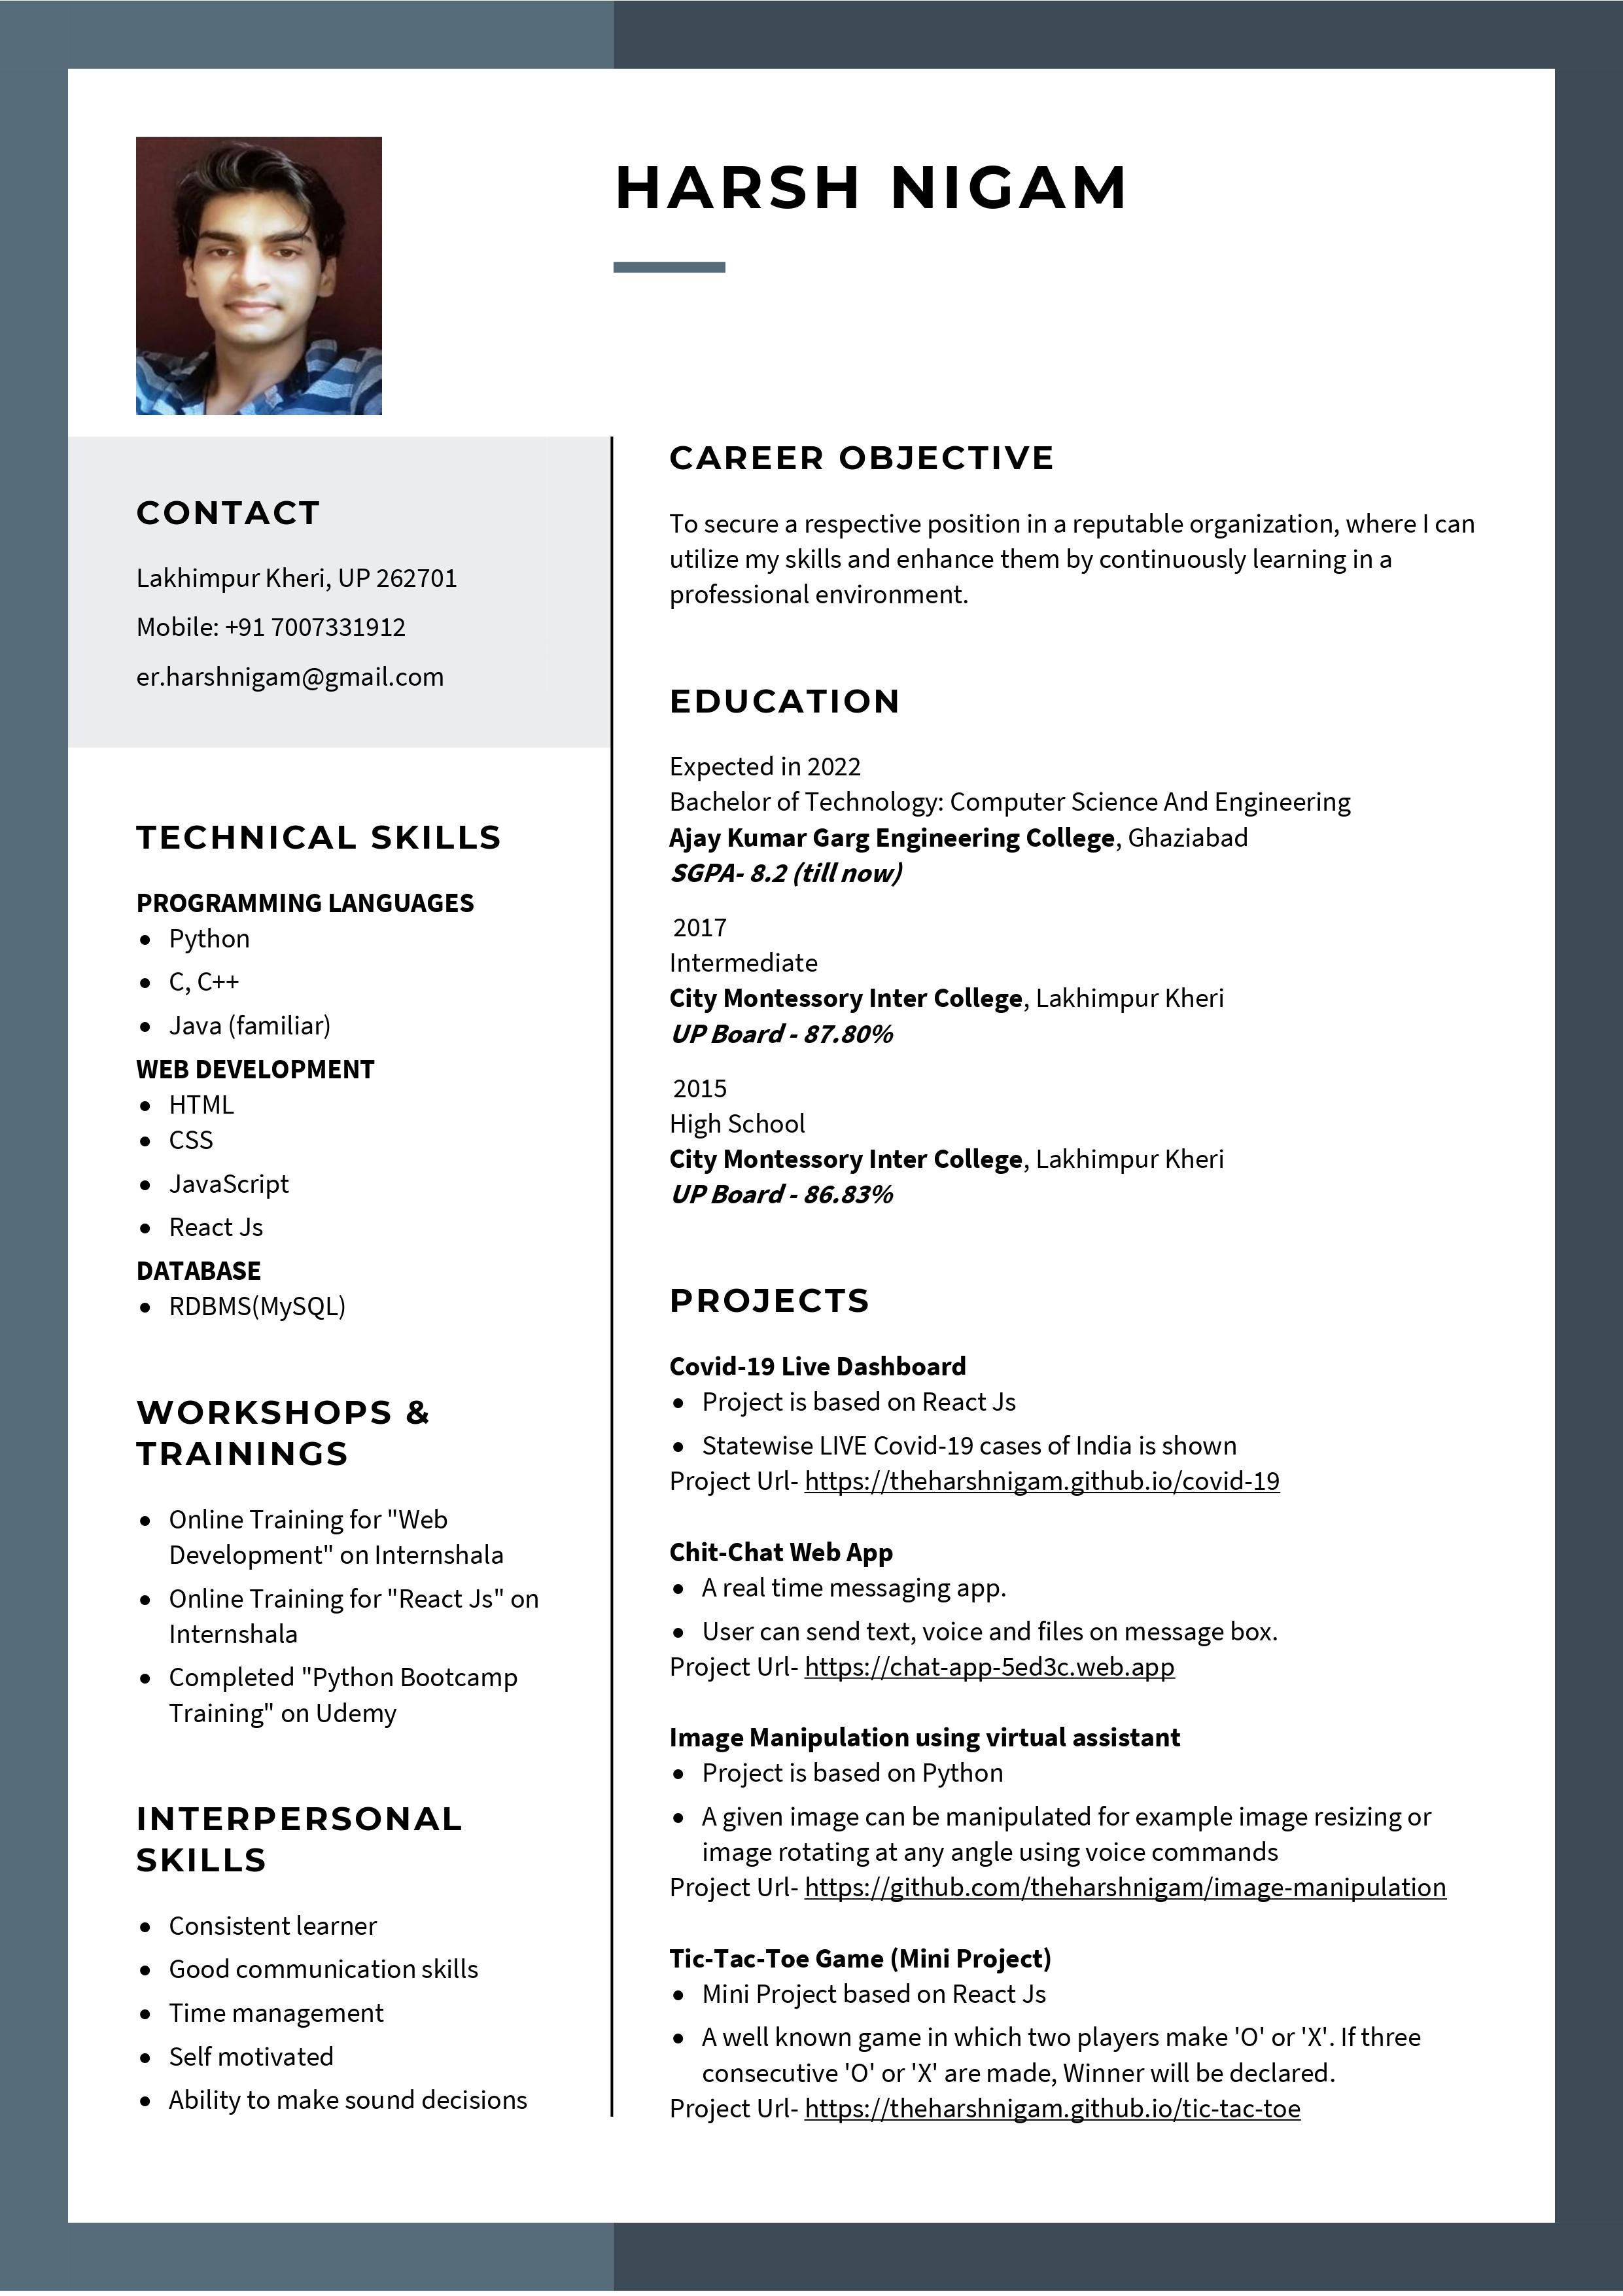 HARSH NIGAM
CONTACT
Lakhimpur Kheri, UP 262701
Mobile: +91 7007331912
er.harshnigam@gmail.com
TECHNICAL SKILLS
PROGRAMMING LANGUAGES
• Python
• C, C++
• Java (familiar)
WEB DEVELOPMENT
• HTML
• CSS
• JavaScript
• React Js
DATABASE
• RDBMS(MySQL)
WORKSHOPS &
TRAININGS
• Online Training for "Web
Development" on Internshala
• Online Training for "React Js" on
Internshala
• Completed "Python Bootcamp
Training" on Udemy
INTERPERSONAL
SKILLS
• Consistent learner
• Good communication skills
• Time management
• Self motivated
• Ability to make sound decisions
CAREER OBJECTIVE
To secure a respective position in a reputable organization, where I can
utilize my skills and enhance them by continuously learning in a
professional environment.
EDUCATION
Expected in 2022
Bachelor of Technology: Computer Science And Engineering
Ajay Kumar Garg Engineering College, Ghaziabad
SGPA- 8.2 (till now)
2017
Intermediate
City Montessory Inter College, Lakhimpur Kheri
UP Board - 87.80%
2015
High School
City Montessory Inter College, Lakhimpur Kheri
UP Board - 86.83%
PROJECTS
Covid-19 Live Dashboard
• Project is based on React Js
• Statewise LIVE Covid-19 cases of India is shown
Project Url- https://theharshnigam.github.io/covid-19
Chit-Chat Web App
• A real time messaging app.
• User can send text, voice and files on message box.
Project Url- https://chat-app-5ed3c.web.app
Image Manipulation using virtual assistant
• Project is based on Python
• A given image can be manipulated for example image resizing or
image rotating at any angle using voice commands
Project Url- https://github.com/theharshnigam/image-manipulation
Tic-Tac-Toe Game (Mini Project)
• Mini Project based on React Js
• A well known game in which two players make 'O' or 'X'. If three
consecutive 'O' or 'X' are made, Winner will be declared.
Project Url- https://theharshnigam.github.io/tic-tac-toe